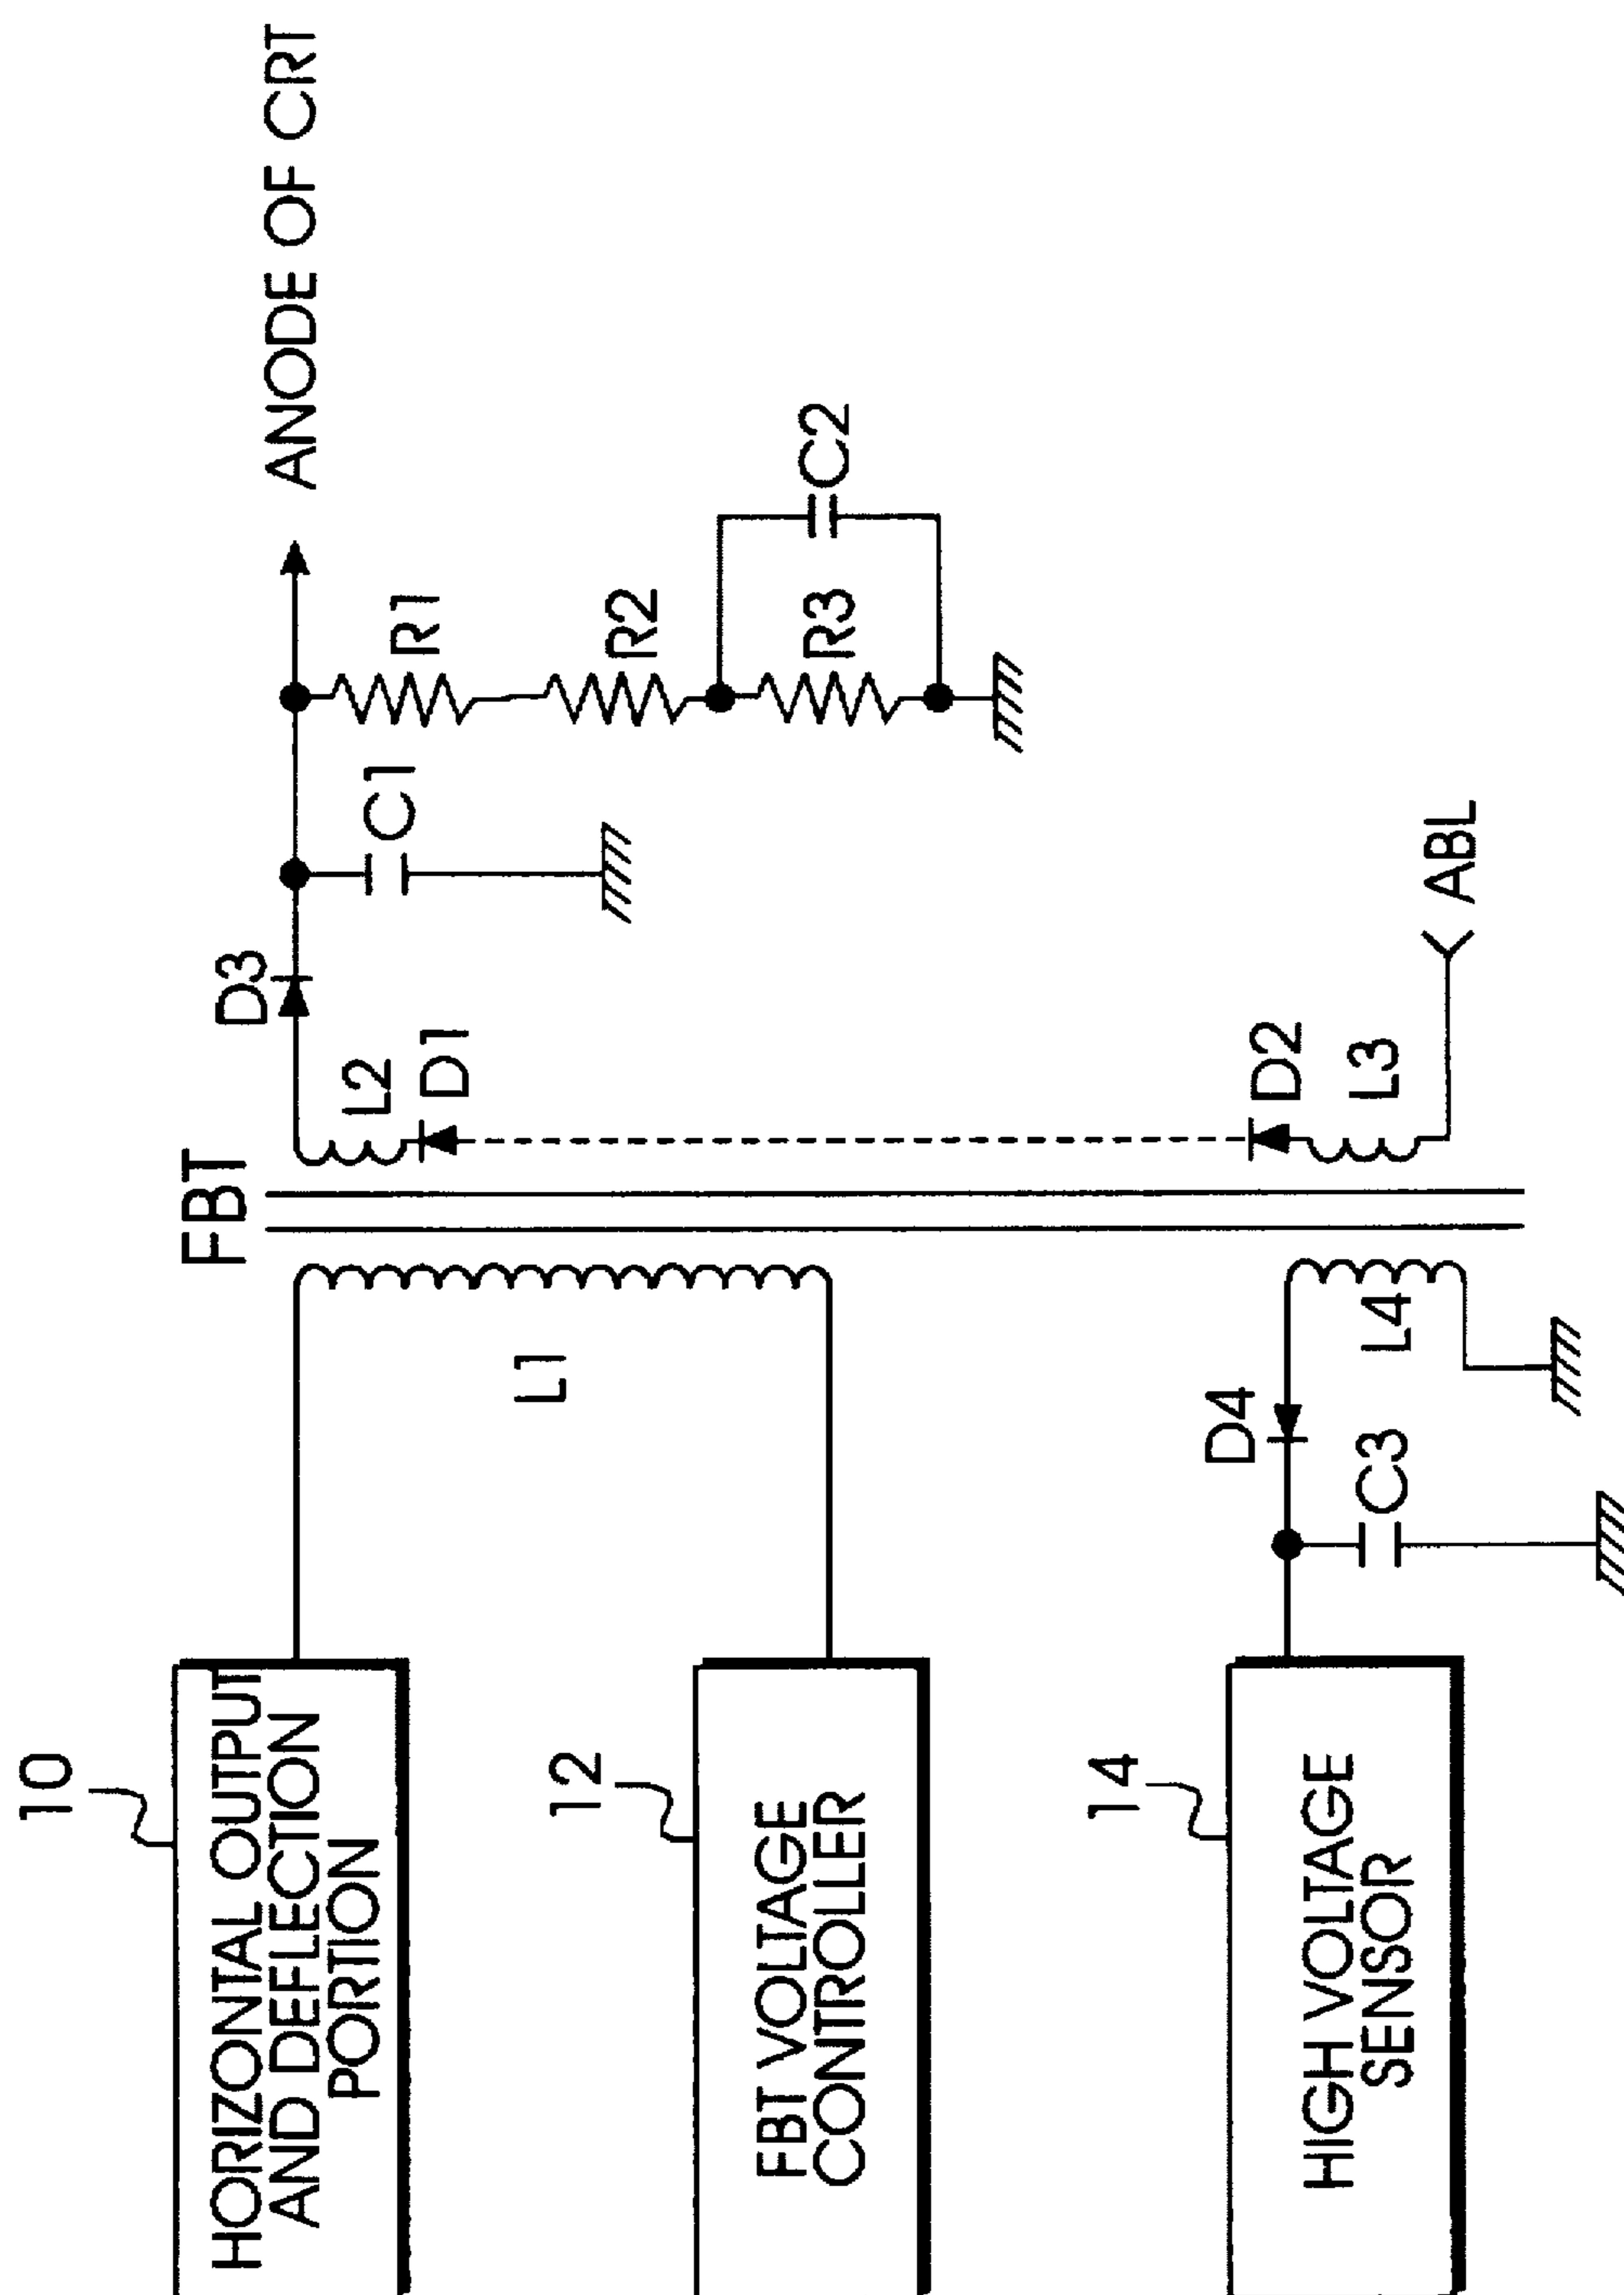 10
HORIZONTAL OUTPUT
AND DEFLECTION
PORTION
12
FBT VOLTAGE
CONTROLLER
14
HIGH VOLTAGE
SENSOR
FBT
L1
L2
D1
D3
C1
R1
R2
R3
C2
ANODE OF CRT
D2
L3
ABL
D4
L4
C3